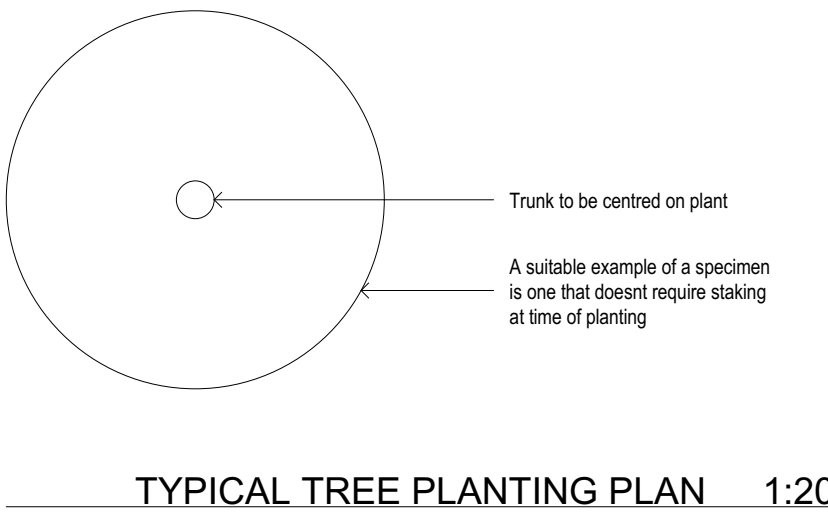 Trunk to be centred on plant
A suitable example of a specimen
is one that doesnt require staking
at time of planting
TYPICAL TREE PLANTING PLAN 1:20